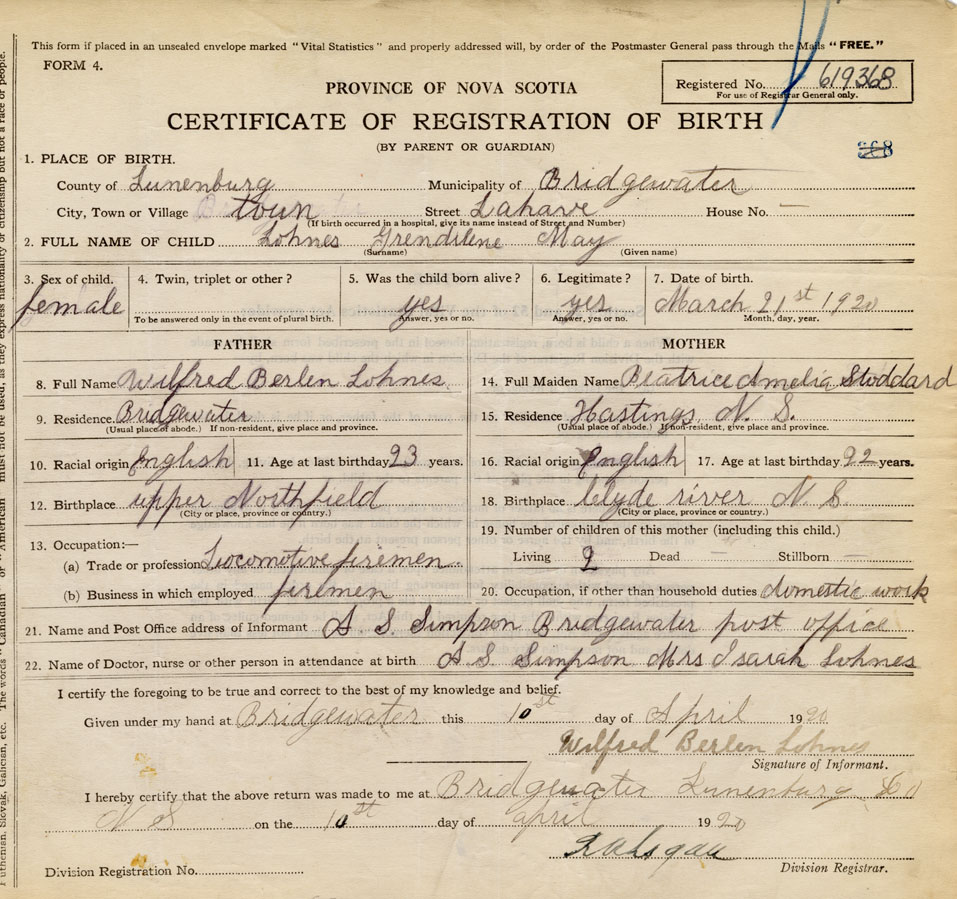 This form if placed in an unsealed envelope marked "Vital Statistics" and properly addressed will, by order of the Postmaster General pass through the Mails "FREE."
FORM 4.
Registered No. 619368
For use of Registrar General only.
PROVINCE OF NOVA SCOTIA
CERTIFICATE OF REGISTRATION OF BIRTH
(BY PARENT OR GUARDIAN)
368
1. PLACE OF BIRTH.
County of Lunenburg Municipality of Bridgewater
City, Town or Village town Street Lahave House No. —
(If birth occurred in a hospital, give its name instead of Street and Number)
2. FULL NAME OF CHILD Lohnes Grendilene May
(Surname) (Given name)
3. Sex of child. 4. Twin, triplet or other? 5. Was the child born alive? 6. Legitimate? 7. Date of birth.
female yes yes March 21st 1920
To be answered only in the event of plural birth. Answer, yes or no. Answer, yes or no. Month, day, year.
FATHER MOTHER
8. Full Name Wilfred Berlen Lohnes 14. Full Maiden Name Beatrice Amelia Stoddard
9. Residence Bridgewater 15. Residence Hastings, N. S.
(Usual place of abode.) If non-resident, give place and province. (Usual place of abode.) If non-resident, give place and province.
10. Racial origin English 11. Age at last birthday 23 years. 16. Racial origin English 17. Age at last birthday 22 years.
12. Birthplace upper Northfield 18. Birthplace Clyde river N S
(City or place, province or country.) (City or place, province or country.)
19. Number of children of this mother (including this child.)
13. Occupation:—
Living 2 Dead — Stillborn —
(a) Trade or profession Locomotive firemen
(b) Business in which employed firemen 20. Occupation, if other than household duties domestic work
21. Name and Post Office address of Informant A S. Simpson Bridgewater post office
22. Name of Doctor, nurse or other person in attendance at birth A S. Simpson Mrs Isarah Lohnes
I certify the foregoing to be true and correct to the best of my knowledge and belief.
Given under my hand at Bridgewater this 10st day of April 1920
Wilfred Berlen Lohnes
Signature of Informant.
I hereby certify that the above return was made to me at Bridgewater Lunenburg Co
N S on the 10st day of april 1920
Division Registrar.
Division Registration No.